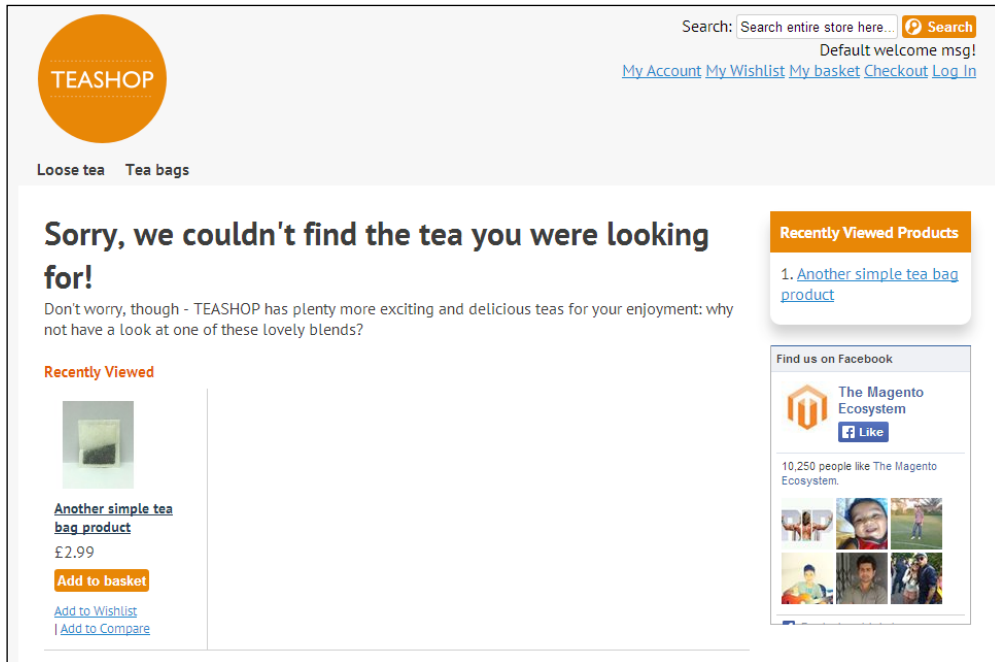 Search: Search entire store here... Search
Default welcome msg!
My Account My Wishlist My basket Checkout Log In
TEASHOP
Loose tea Tea bags
Sorry, we couldn't find the tea you were looking
for!
Don't worry, though - TEASHOP has plenty more exciting and delicious teas for your enjoyment: why
not have a look at one of these lovely blends?
Recently Viewed
Another simple tea
bag product
£2.99
Add to basket
Add to Wishlist
| Add to Compare
Recently Viewed Products
1. Another simple tea bag
product
Find us on Facebook
The Magento
Ecosystem
Like
10,250 people like The Magento
Ecosystem.
RIP